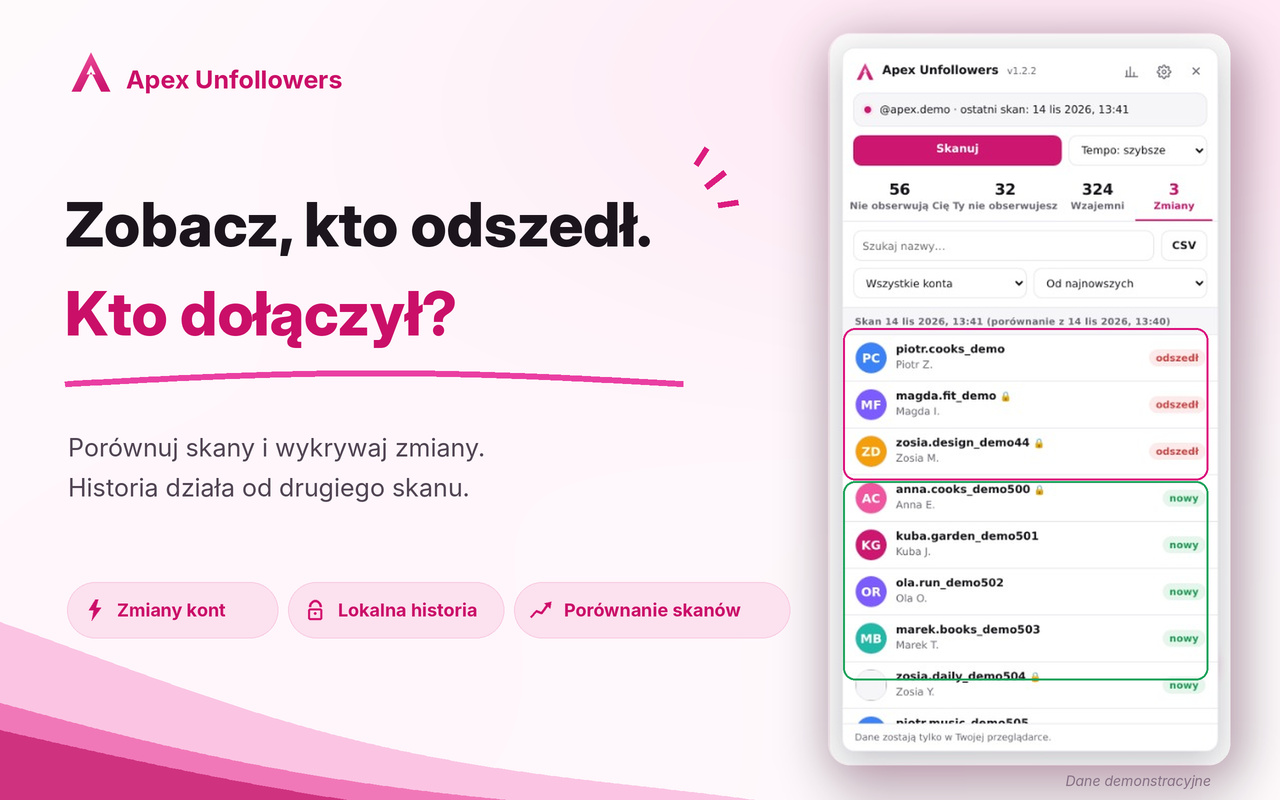 Apex Unfollowers
Zobacz, kto odszedł.
Kto dołączył?
Porównuj skany i wykrywaj zmiany.
Historia działa od drugiego skanu.
Zmiany kont
Lokalna historia
Porównanie skanów
Apex Unfollowers v1.2.2
@apex.demo · ostatni skan: 14 lis 2026, 13:41
Skanuj
Tempo: szybsze
56 32 324 3
Nie obserwują Cię Ty nie obserwujesz Wzajemni Zmiany
Szukaj nazwy...
CSV
Wszystkie konta
Od najnowszych
Skan 14 lis 2026, 13:41 (porównanie z 14 lis 2026, 13:40)
PC piotr.cooks_demo odszedł
Piotr Z.
MF magda.fit_demo odszedł
Magda I.
ZD zosia.design_demo44 odszedł
Zosia M.
AC anna.cooks_demo500 nowy
Anna E.
KG kuba.garden_demo501 nowy
Kuba J.
OR ola.run_demo502 nowy
Ola O.
MB marek.books_demo503 nowy
Marek T.
zosia.daily_demo504 nowy
Zosia Y.
piotr.music_demo505
Dane zostają tylko w Twojej przeglądarce.
Dane demonstracyjne